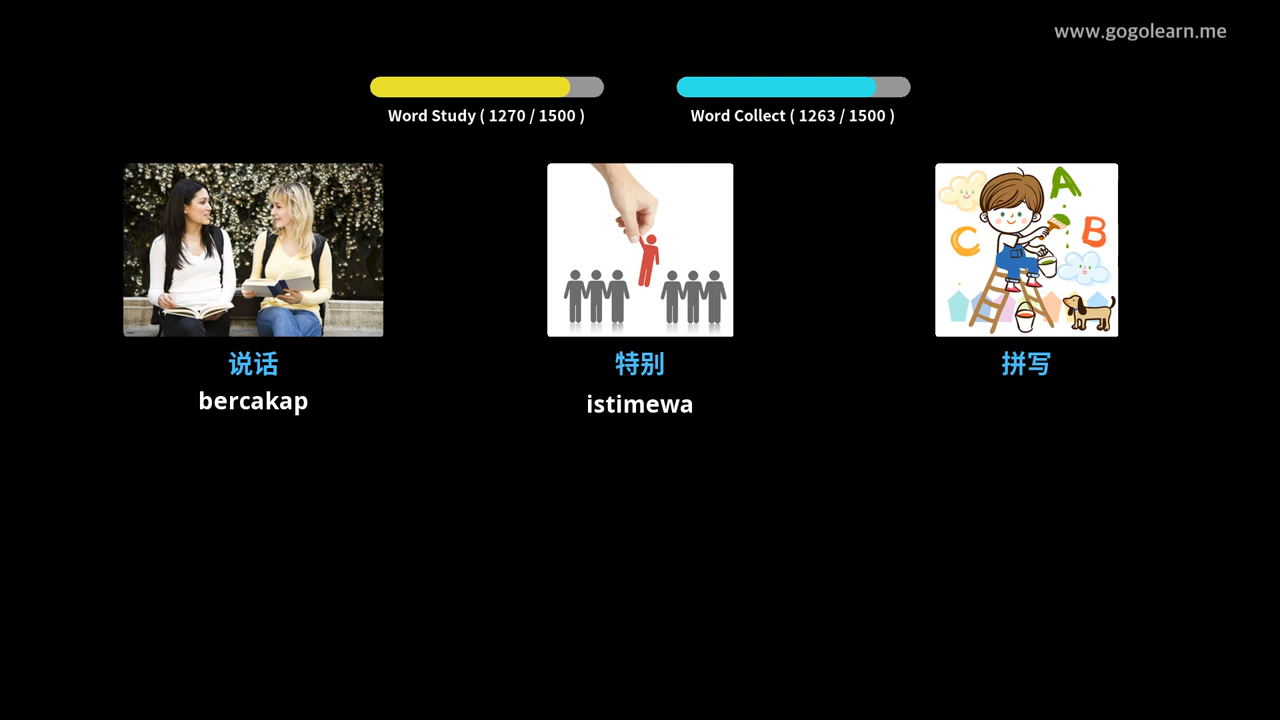 www.gogolearn.me
Word Study ( 1270 / 1500 )
Word Collect ( 1263 / 1500 )
说话
特别
拼写
bercakap
istimewa
A
B
C